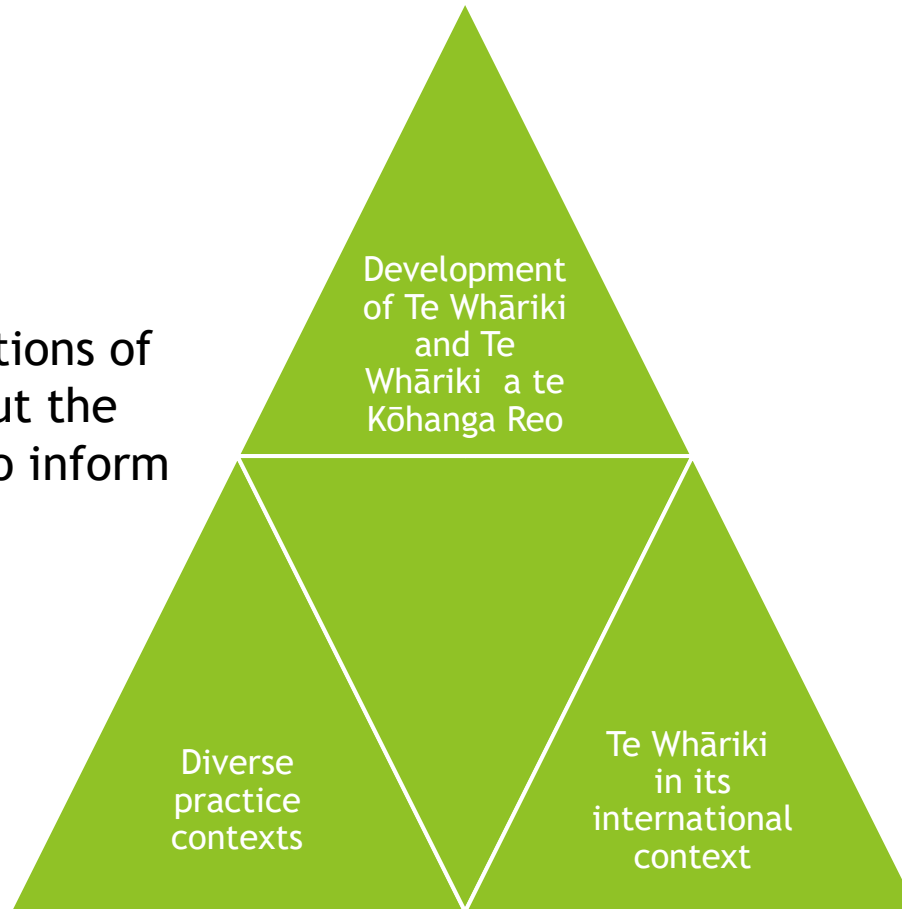 Development
of Te Whāriki
and Te
Whāriki a te
Kōhanga Reo
tions of
ut the
o inform
Diverse
practice
contexts
Te Whāriki
in its
international
context